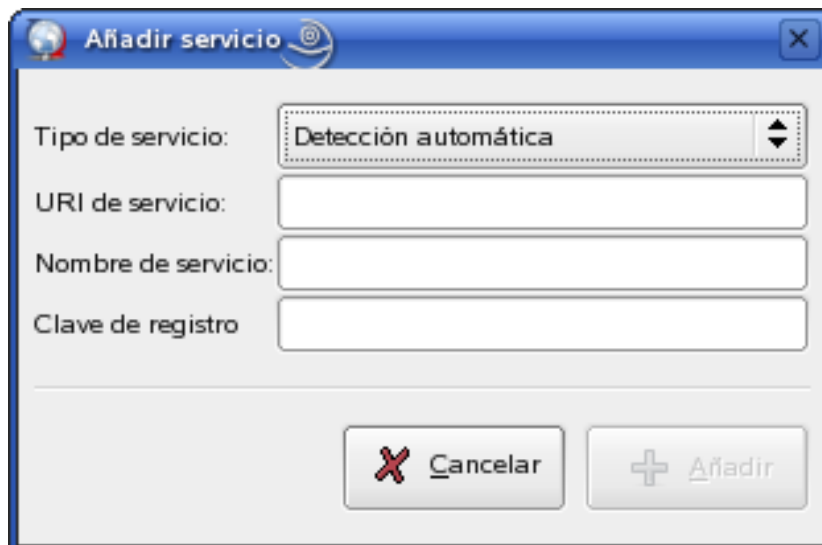 Añadir servicio
Tipo de servicio: Detección automática
URI de servicio:
Nombre de servicio:
Clave de registro
Cancelar Añadir